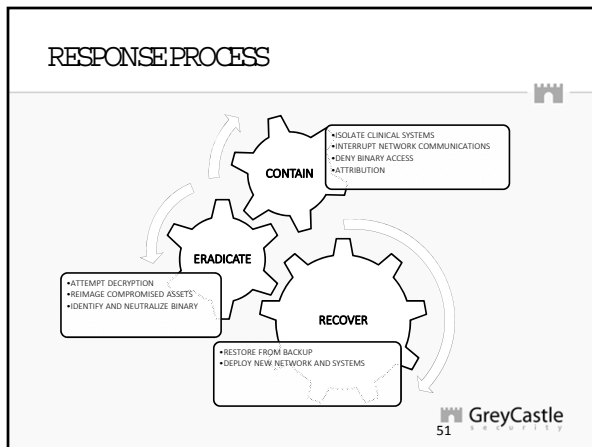 RESPONSE PROCESS
CONTAIN
•ISOLATE CLINICAL SYSTEMS
•INTERRUPT NETWORK COMMUNICATIONS
•DENY BINARY ACCESS
•ATTRIBUTION
ERADICATE
•ATTEMPT DECRYPTION
•REIMAGE COMPROMISED ASSETS
•IDENTIFY AND NEUTRALIZE BINARY
RECOVER
•RESTORE FROM BACKUP
•DEPLOY NEW NETWORK AND SYSTEMS
GreyCastle
security
51